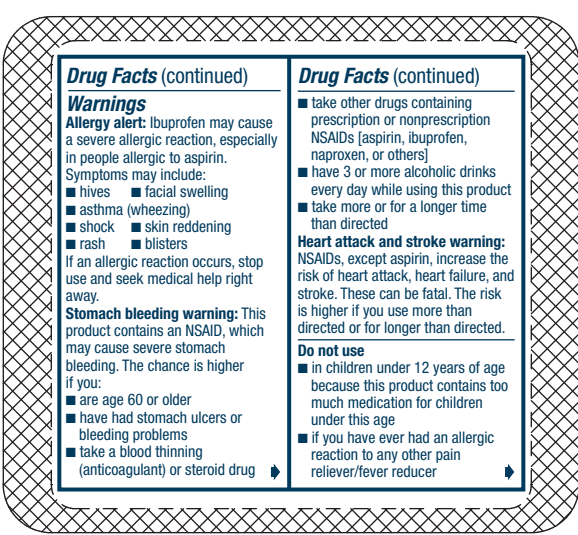 Drug Facts (continued)
Warnings
Allergy alert: Ibuprofen may cause
a severe allergic reaction, especially
in people allergic to aspirin.
Symptoms may include:
■ hives ■ facial swelling
■ asthma (wheezing)
■ shock ■ skin reddening
■ rash ■ blisters
If an allergic reaction occurs, stop
use and seek medical help right
away.
Stomach bleeding warning: This
product contains an NSAID, which
may cause severe stomach
bleeding. The chance is higher
if you:
■ are age 60 or older
■ have had stomach ulcers or
bleeding problems
■ take a blood thinning
(anticoagulant) or steroid drug
Drug Facts (continued)
■ take other drugs containing
prescription or nonprescription
NSAIDs [aspirin, ibuprofen,
naproxen, or others]
■ have 3 or more alcoholic drinks
every day while using this product
■ take more or for a longer time
than directed
Heart attack and stroke warning:
NSAIDs, except aspirin, increase the
risk of heart attack, heart failure, and
stroke. These can be fatal. The risk
is higher if you use more than
directed or for longer than directed.
Do not use
■ in children under 12 years of age
because this product contains too
much medication for children
under this age
■ if you have ever had an allergic
reaction to any other pain
reliever/fever reducer